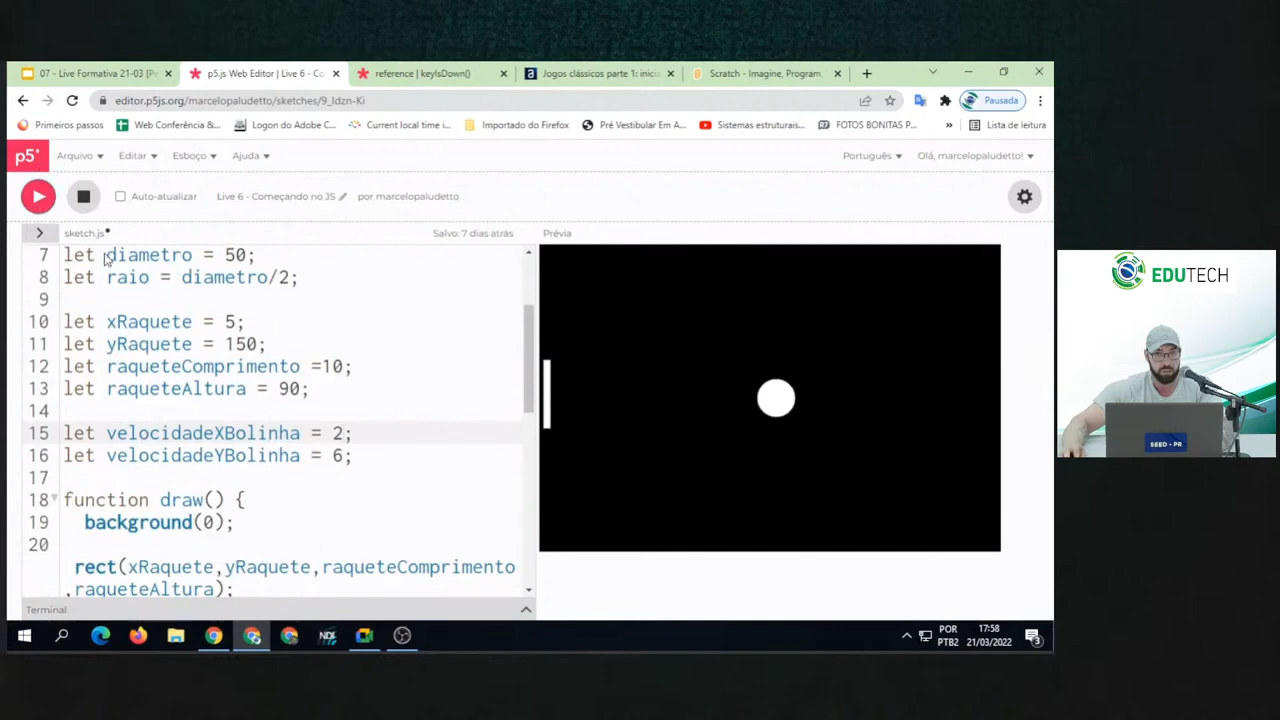 07 - Live Formativa 21-03 [Pe
p5.js Web Editor | Live 6 - Co
reference | keyIsDown()
Jogos clássicos parte 1: inicia
Scratch - Imagine, Program,
editor.p5js.org/marcelopaludetto/sketches/9_ldzn-Ki
Pausada
Primeiros passos
Web Conferência &...
Logon do Adobe C...
Current local time i...
Importado do Firefox
Pré Vestibular Em A...
Sistemas estruturais...
FOTOS BONITAS P...
»
Lista de leitura
p5*
Arquivo
Editar
Esboço
Ajuda
Português
Olá, marcelopaludetto!
Auto-atualizar
Live 6 - Começando no JS
por marcelopaludetto
sketch.js
Salvo: 7 dias atrás
Prévia
7 let diametro = 50;
8 let raio = diametro/2;
9
10 let xRaquete = 5;
11 let yRaquete = 150;
12 let raqueteComprimento =10;
13 let raqueteAltura = 90;
14
15 let velocidadeXBolinha = 2;
16 let velocidadeYBolinha = 6;
17
18 function draw() {
19 background(0);
20
rect(xRaquete,yRaquete,raqueteComprimento
,raqueteAltura);
Terminal
EDUTECH
SEED - PR
NDI
POR
PTB2
17:58
21/03/2022
3